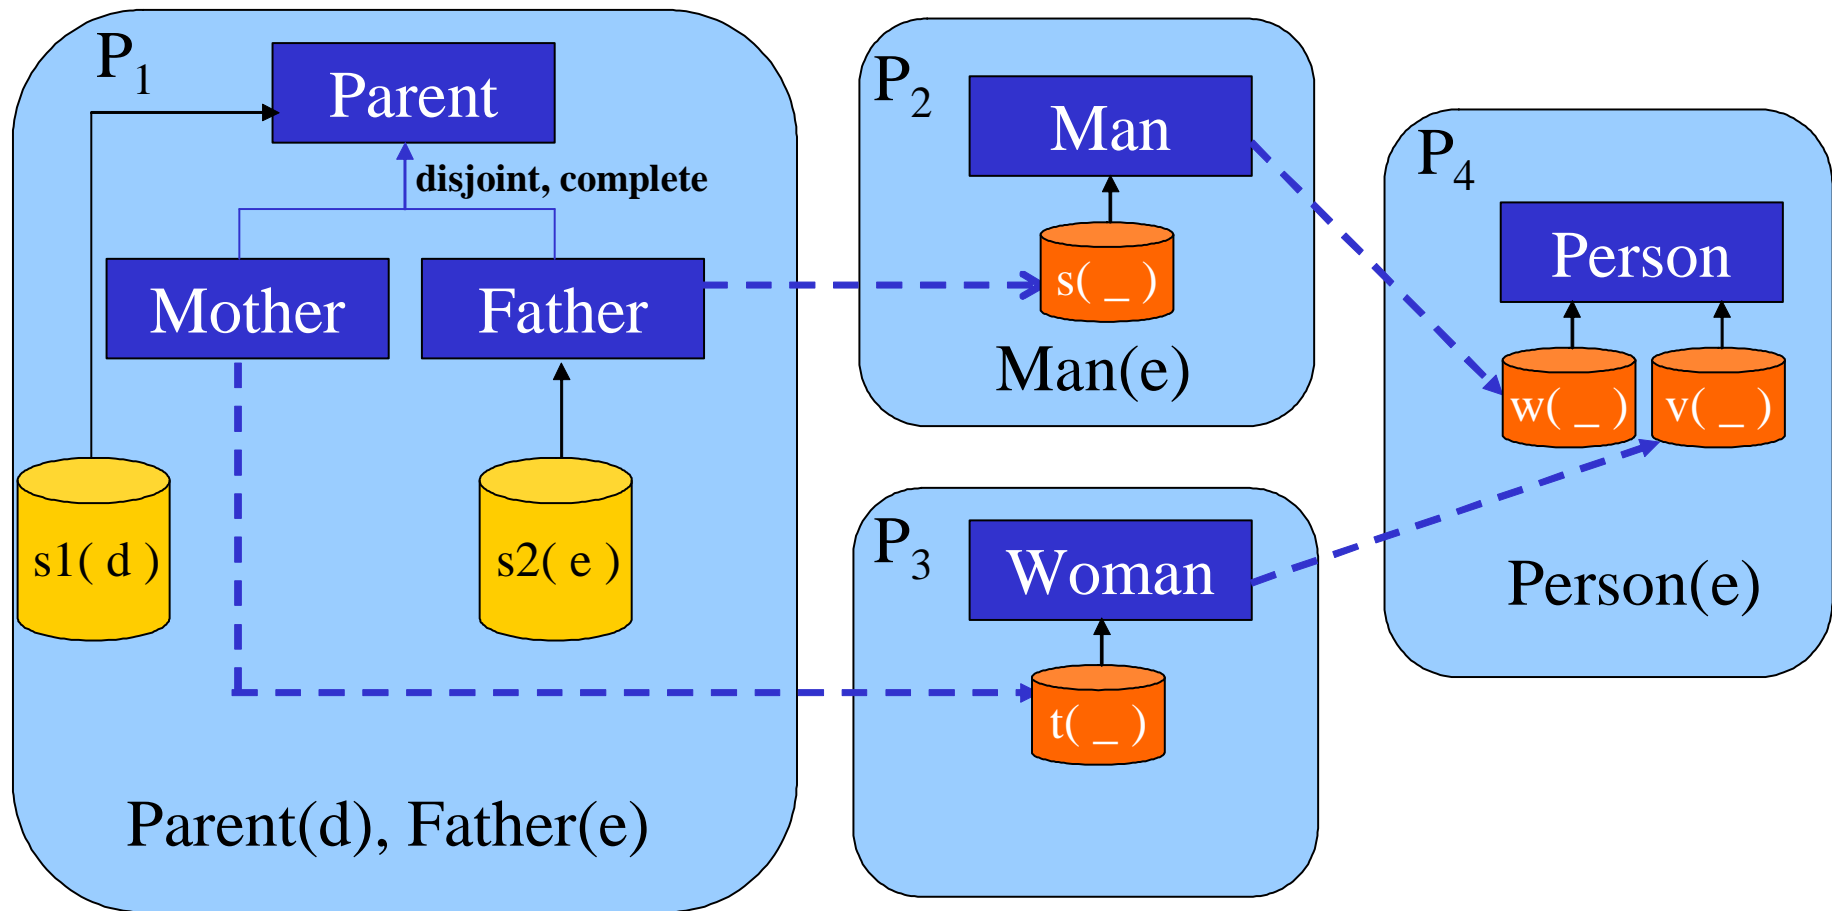 P1
Parent
disjoint, complete
Mother
Father
s1( d )
s2( e )
Parent(d), Father(e)
P2
Man
s( _ )
Man(e)
P3
Woman
t( _ )
P4
Person
w( _ )
v( _ )
Person(e)